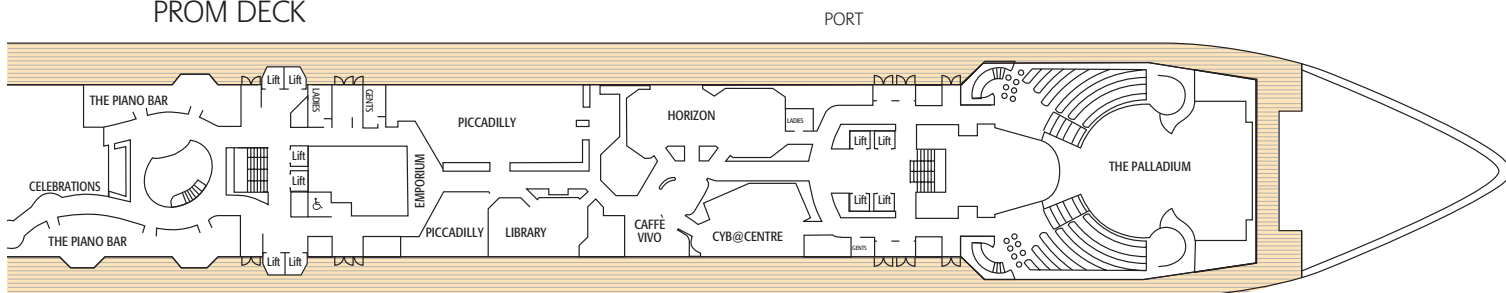 PROM DECK
PORT
Lift Lift
THE PIANO BAR
LADIES
GENTS
PICCADILLY
HORIZON
LADIES
Lift Lift
Lift
Lift
EMPORIUM
THE PALLADIUM
CELEBRATIONS
Lift Lift
THE PIANO BAR
PICCADILLY
LIBRARY
CAFFÈ
VIVO
CYB@CENTRE
GENTS
Lift Lift